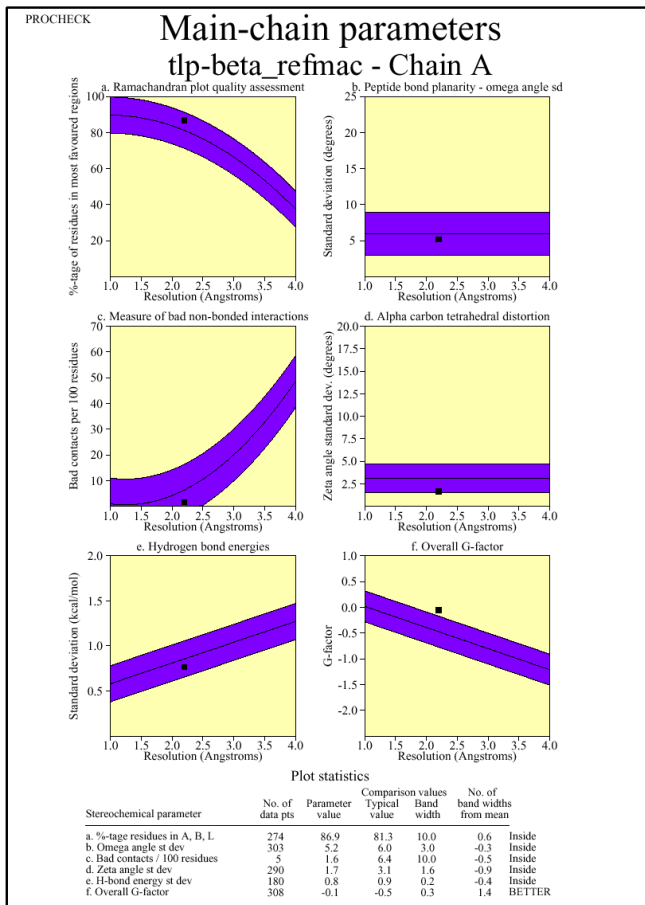 PROCHECK
Main-chain parameters
tlp-beta_refmac - Chain A
a. Ramachandran plot quality assessment
%-tage of residues in most favoured regions
100
80
60
40
20
1.0 1.5 2.0 2.5 3.0 3.5 4.0
Resolution (Angstroms)
b. Peptide bond planarity - omega angle sd
Standard deviation (degrees)
25
20
15
10
5
1.0 1.5 2.0 2.5 3.0 3.5 4.0
Resolution (Angstroms)
c. Measure of bad non-bonded interactions
Bad contacts per 100 residues
70
60
50
40
30
20
10
1.0 1.5 2.0 2.5 3.0 3.5 4.0
Resolution (Angstroms)
d. Alpha carbon tetrahedral distortion
Zeta angle standard dev. (degrees)
20.0
17.5
15.0
12.5
10.0
7.5
5.0
2.5
1.0 1.5 2.0 2.5 3.0 3.5 4.0
Resolution (Angstroms)
e. Hydrogen bond energies
Standard deviation (kcal/mol)
2.0
1.5
1.0
0.5
1.0 1.5 2.0 2.5 3.0 3.5 4.0
Resolution (Angstroms)
f. Overall G-factor
G-factor
1.0
0.5
0.0
-0.5
-1.0
-1.5
-2.0
1.0 1.5 2.0 2.5 3.0 3.5 4.0
Resolution (Angstroms)
Plot statistics
Comparison values
No. of Parameter Typical Band No. of band widths
Stereochemical parameter data pts value value width from mean
a. %-tage residues in A, B, L 274 86.9 81.3 10.0 0.6 Inside
b. Omega angle st dev 303 5.2 6.0 3.0 -0.3 Inside
c. Bad contacts / 100 residues 5 1.6 6.4 10.0 -0.5 Inside
d. Zeta angle st dev 290 1.7 3.1 1.6 -0.9 Inside
e. H-bond energy st dev 180 0.8 0.9 0.2 -0.4 Inside
f. Overall G-factor 308 -0.1 -0.5 0.3 1.4 BETTER